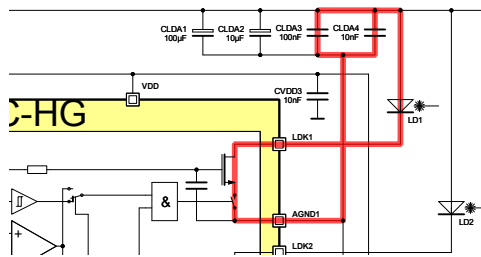 CLDA1
100µF
CLDA2
10µF
CLDA3
100nF
CLDA4
10nF
CVDD3
10nF
VDD
C-HG
LD1
LDK1
&
AGND1
LD2
+
LDK2